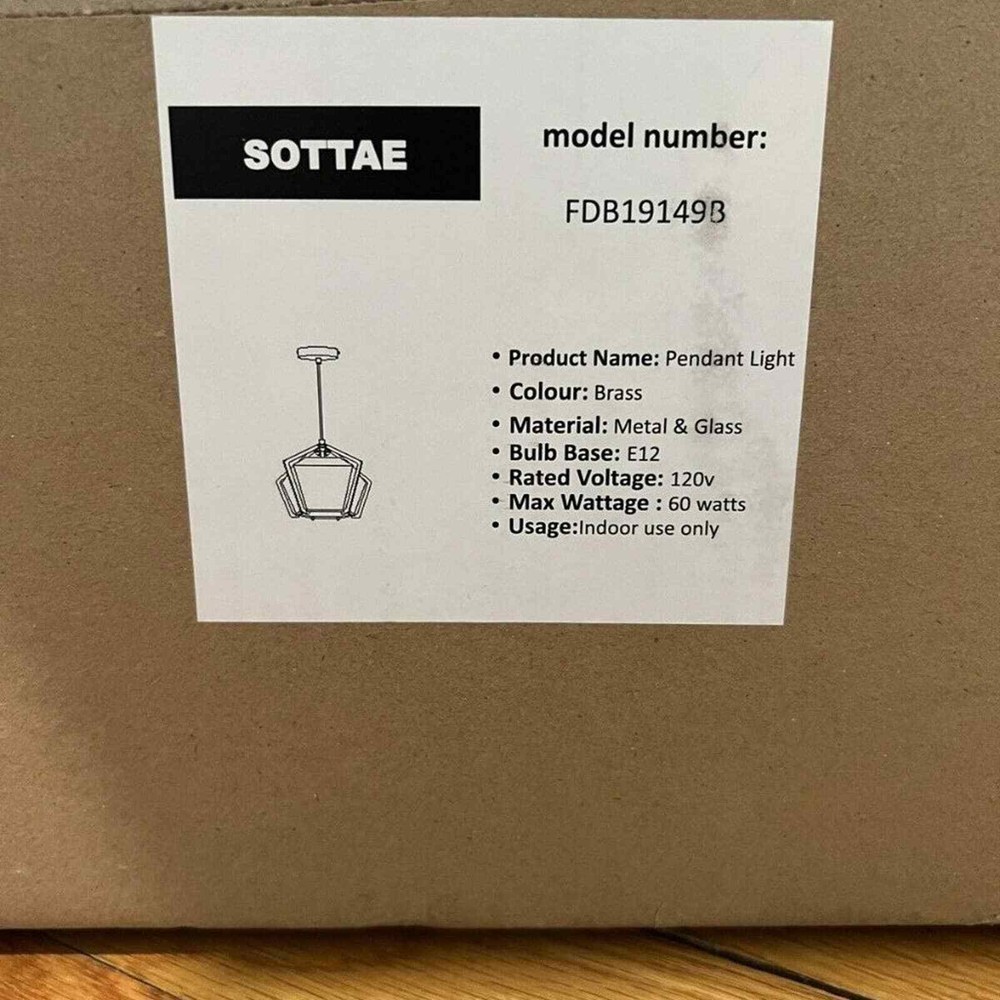 SOTTAE
model number:
FDB19149B
• Product Name: Pendant Light
• Colour: Brass
• Material: Metal & Glass
• Bulb Base: E12
• Rated Voltage: 120v
• Max Wattage : 60 watts
• Usage:Indoor use only